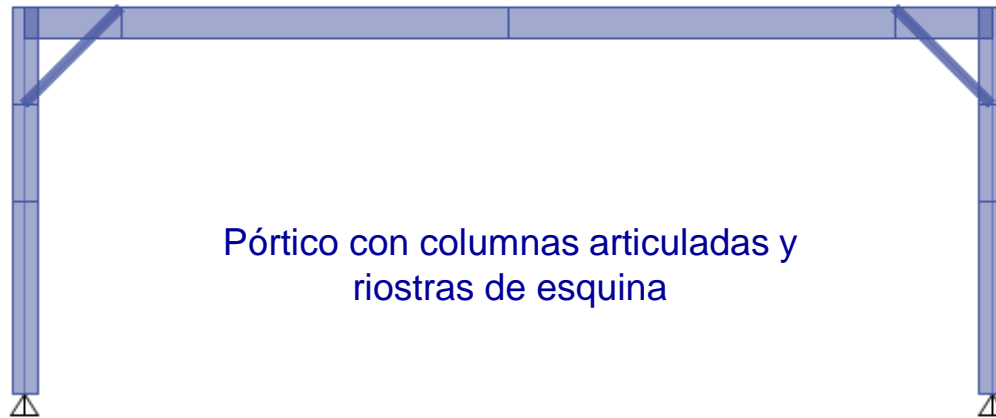 Pórtico con columnas articuladas y
riostras de esquina